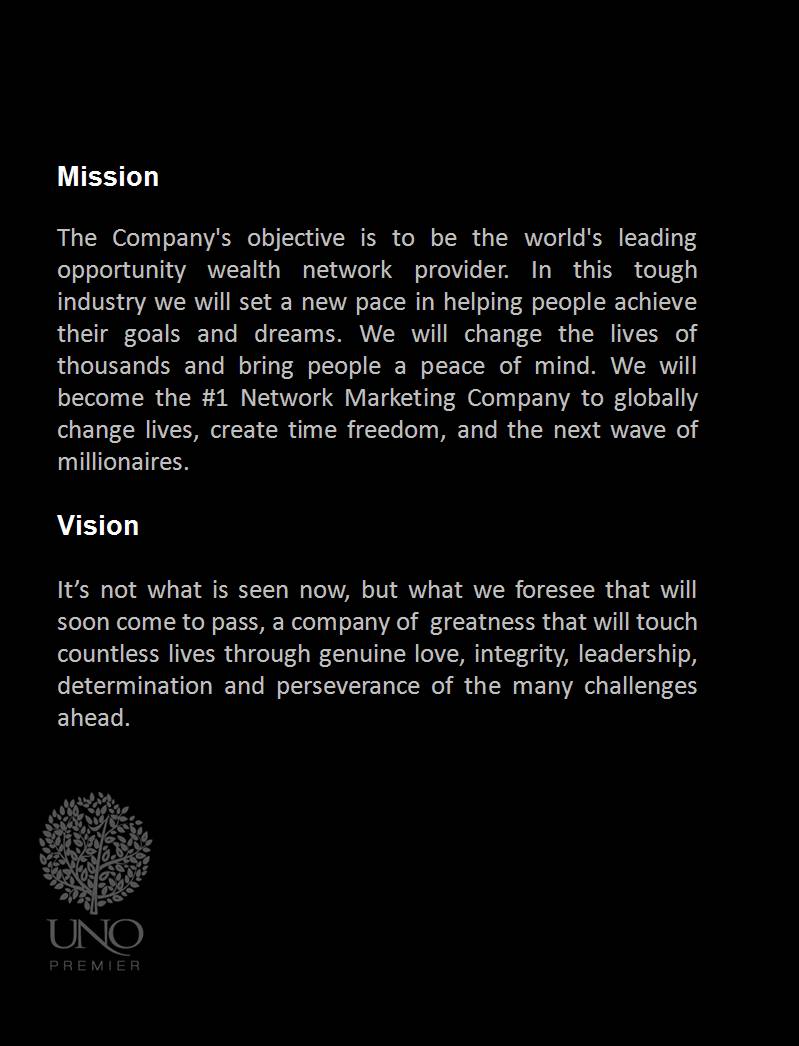 Mission
The Company's objective is to be the world's leading
opportunity wealth network provider. In this tough
industry we will set a new pace in helping people achieve
their goals and dreams. We will change the lives of
thousands and bring people a peace of mind. We will
become the #1 Network Marketing Company to globally
change lives, create time freedom, and the next wave of
millionaires.
Vision
It’s not what is seen now, but what we foresee that will
soon come to pass, a company of  greatness that will touch
countless lives through genuine love, integrity, leadership,
determination and perseverance of the many challenges
ahead.
UNO
PREMIER